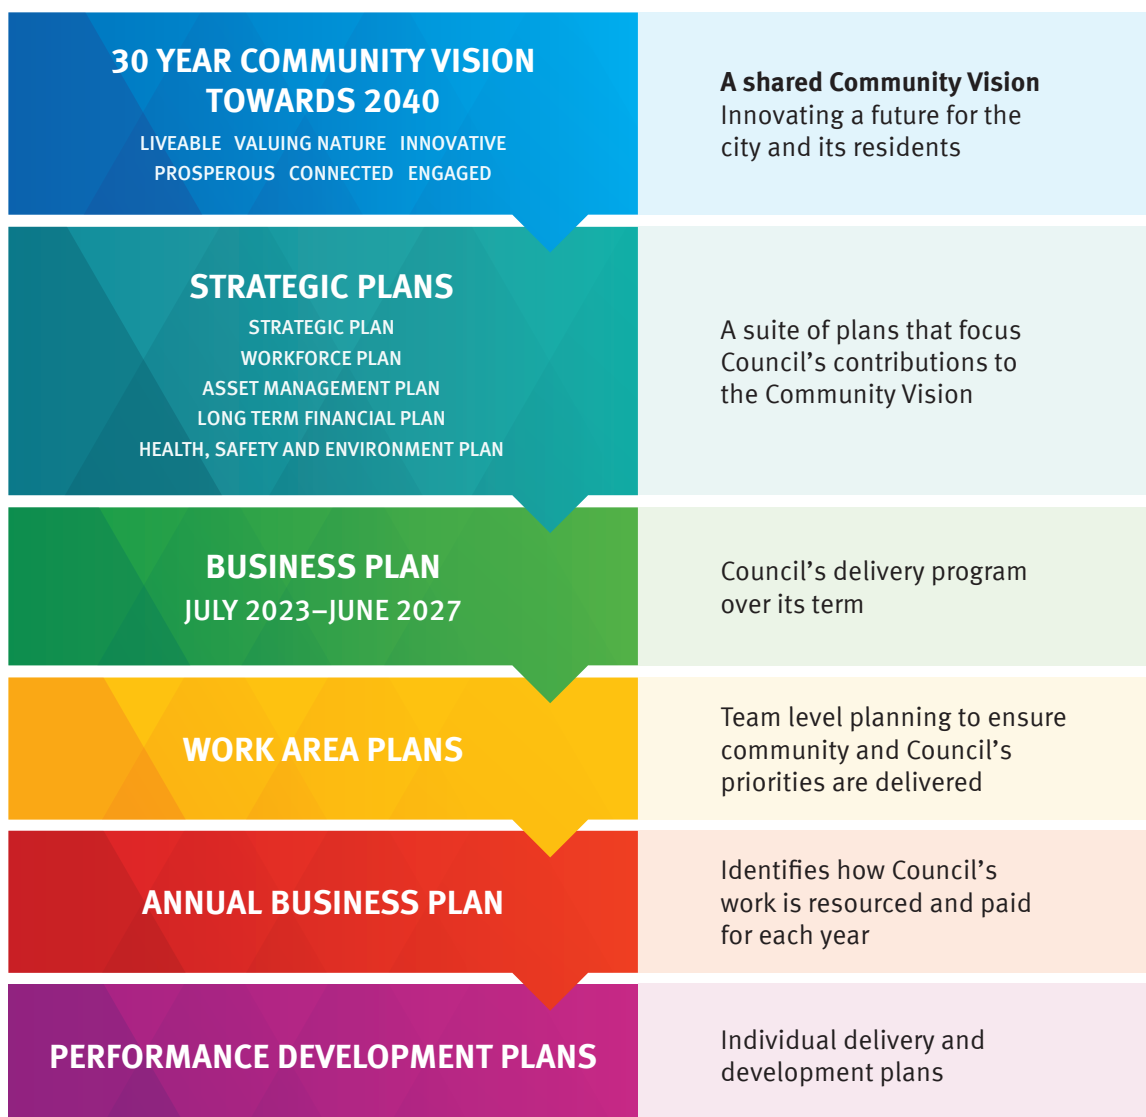 30 YEAR COMMUNITY VISION
TOWARDS 2040
LIVEABLE VALUING NATURE INNOVATIVE
PROSPEROUS CONNECTED ENGAGED
A shared Community Vision
Innovating a future for the
city and its residents
STRATEGIC PLANS
STRATEGIC PLAN
WORKFORCE PLAN
ASSET MANAGEMENT PLAN
LONG TERM FINANCIAL PLAN
HEALTH, SAFETY AND ENVIRONMENT PLAN
A suite of plans that focus
Council’s contributions to
the Community Vision
BUSINESS PLAN
JULY 2023–JUNE 2027
Council’s delivery program
over its term
WORK AREA PLANS
Team level planning to ensure
community and Council’s
priorities are delivered
ANNUAL BUSINESS PLAN
Identifies how Council’s
work is resourced and paid
for each year
PERFORMANCE DEVELOPMENT PLANS
Individual delivery and
development plans